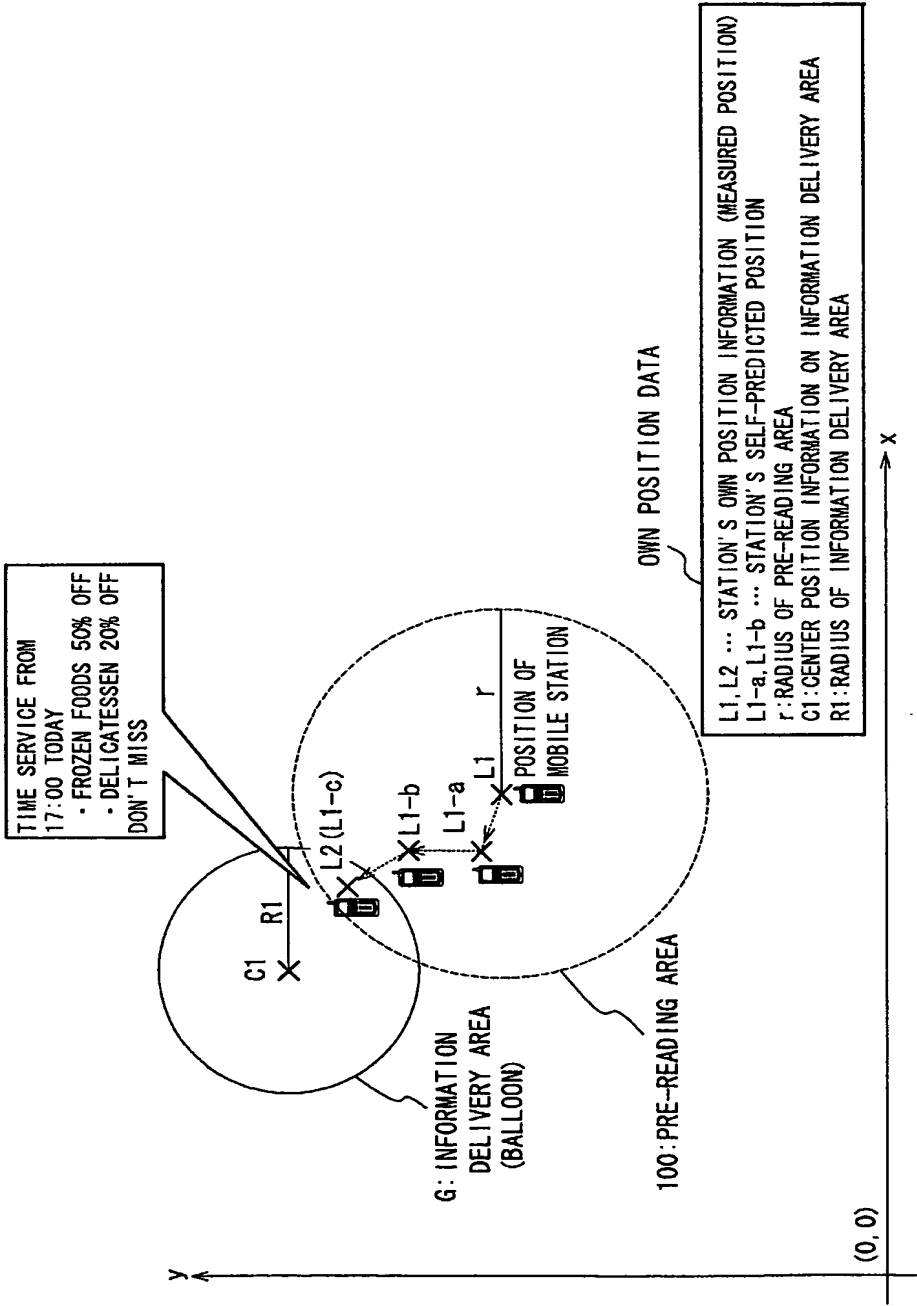 TIME SERVICE FROM
17:00 TODAY
・FROZEN FOODS 50% OFF
・DELICATESSEN 20% OFF
DON'T MISS
y
R1
C1
L2(L1-c)
L1-b
L1-a
L1
r
POSITION OF
MOBILE STATION
G:INFORMATION
DELIVERY AREA
(BALLOON)
100:PRE-READING AREA
OWN POSITION DATA
L1,L2 … STATION'S OWN POSITION INFORMATION (MEASURED POSITION)
L1-a,L1-b … STATION'S SELF-PREDICTED POSITION
r:RADIUS OF PRE-READING AREA
C1:CENTER POSITION INFORMATION ON INFORMATION DELIVERY AREA
R1:RADIUS OF INFORMATION DELIVERY AREA
(0,0)
x